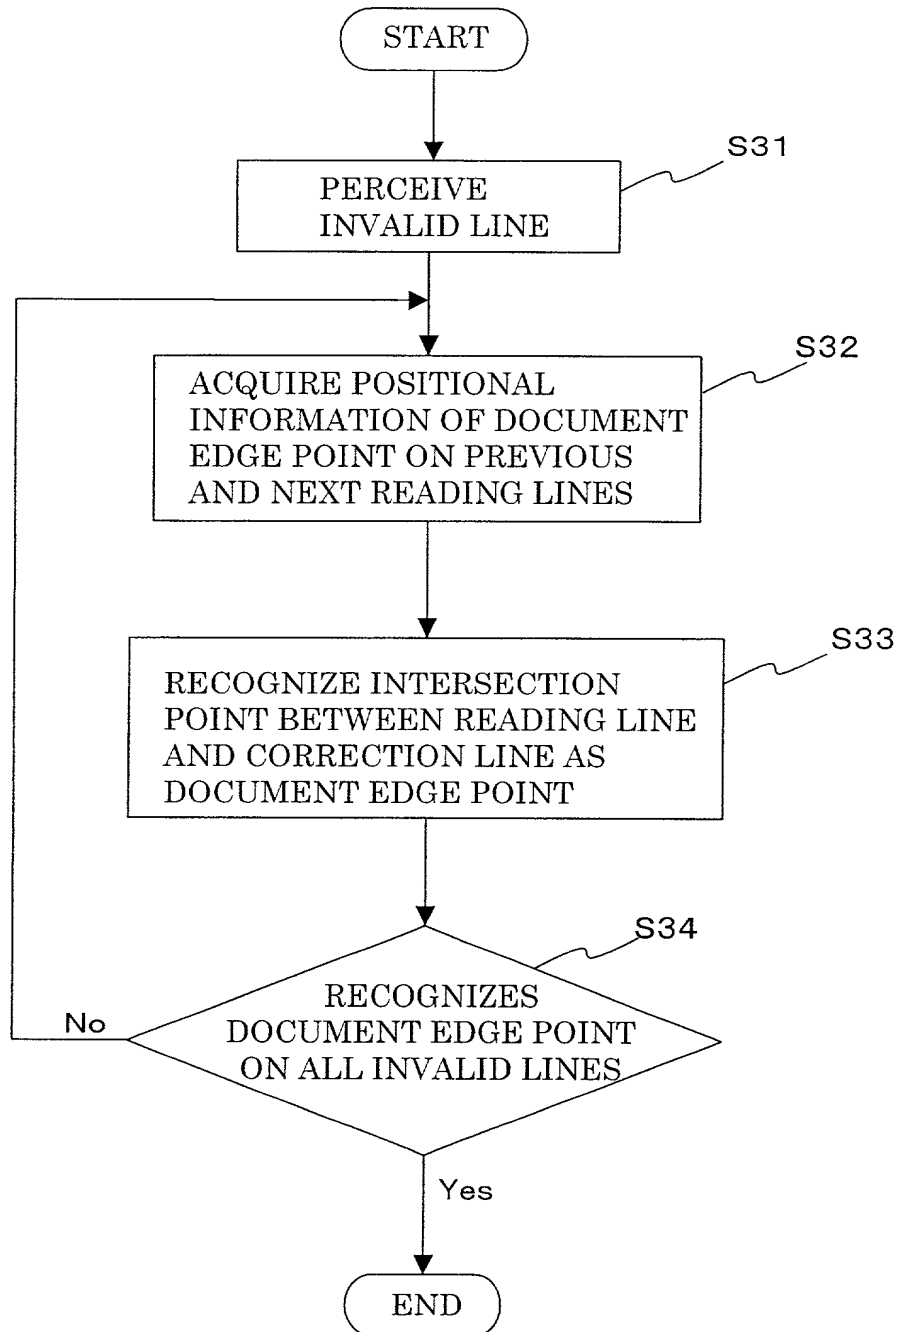 START
S31
PERCEIVE
INVALID LINE
S32
ACQUIRE POSITIONAL
INFORMATION OF DOCUMENT
EDGE POINT ON PREVIOUS
AND NEXT READING LINES
S33
RECOGNIZE INTERSECTION
POINT BETWEEN READING LINE
AND CORRECTION LINE AS
DOCUMENT EDGE POINT
S34
RECOGNIZES
DOCUMENT EDGE POINT
ON ALL INVALID LINES
No
Yes
END